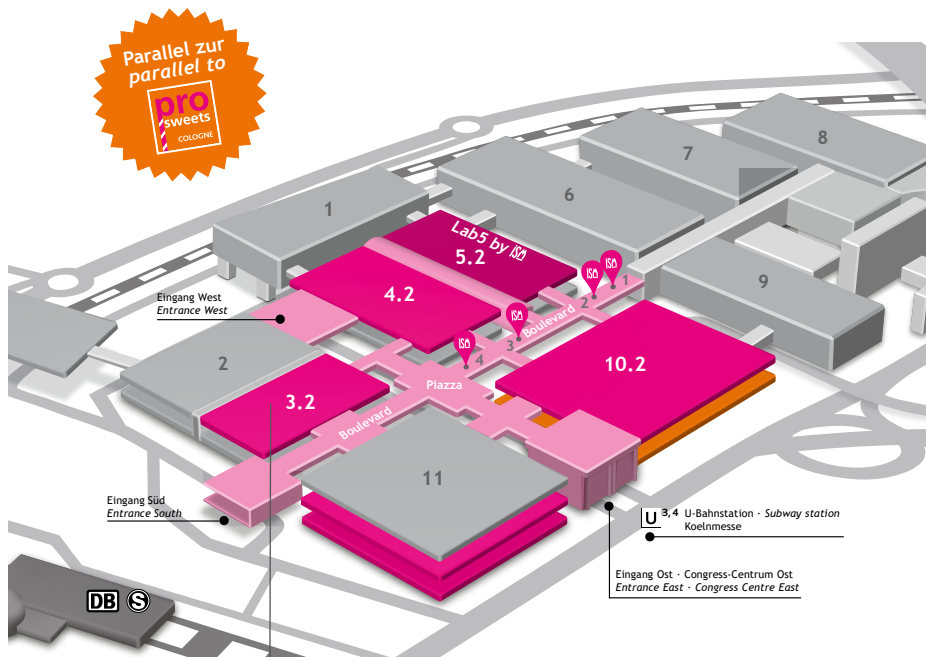 Parallel zur
parallel to
pro
sweets
COLOGNE
8
7
6
1
Lab5 by ISM
5.2
9
ISM
ISM
1
2
4.2
Eingang West
Entrance West
ISM
3
Boulevard
ISM
4
2
10.2
Piazza
3.2
Boulevard
11
Eingang Süd
Entrance South
U 3,4 U-Bahnstation · Subway station
Koelnmesse
Eingang Ost · Congress-Centrum Ost
Entrance East · Congress Centre East
DB S